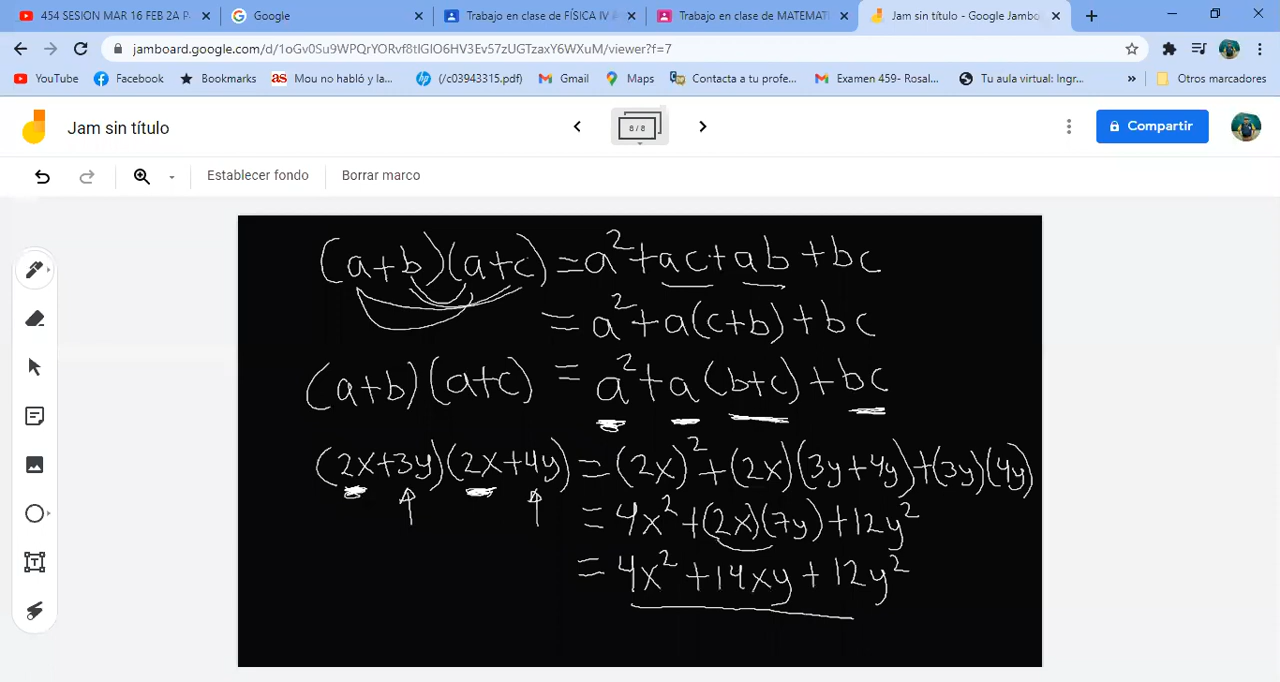 454 SESION MAR 16 FEB 2A P
Google
Trabajo en clase de FÍSICA IV
Trabajo en clase de MATEMAT
Jam sin título - Google Jambo
jamboard.google.com/d/1oGv0Su9WPQrYORvf8tIGIO6HV3Ev57zUGTzaxY6WXuM/viewer?f=7
YouTube
Facebook
Bookmarks
as
Mou no habló y la...
hp
(/c03943315.pdf)
Gmail
Maps
Contacta a tu profe...
Examen 459- Rosal...
Tu aula virtual: Ingr...
»
Otros marcadores
Jam sin título
8 / 8
Compartir
Establecer fondo
Borrar marco
(a+b)(a+c) = a²+ac+ab+bc
= a²+a(c+b)+bc
(a+b)(a+c) = a²+a(b+c)+bc
(2x+3y)(2x+4y) = (2x)²+(2x)(3y+4y)+(3y)(4y)
= 4x²+(2x)(7y)+12y²
= 4x²+14xy+12y²